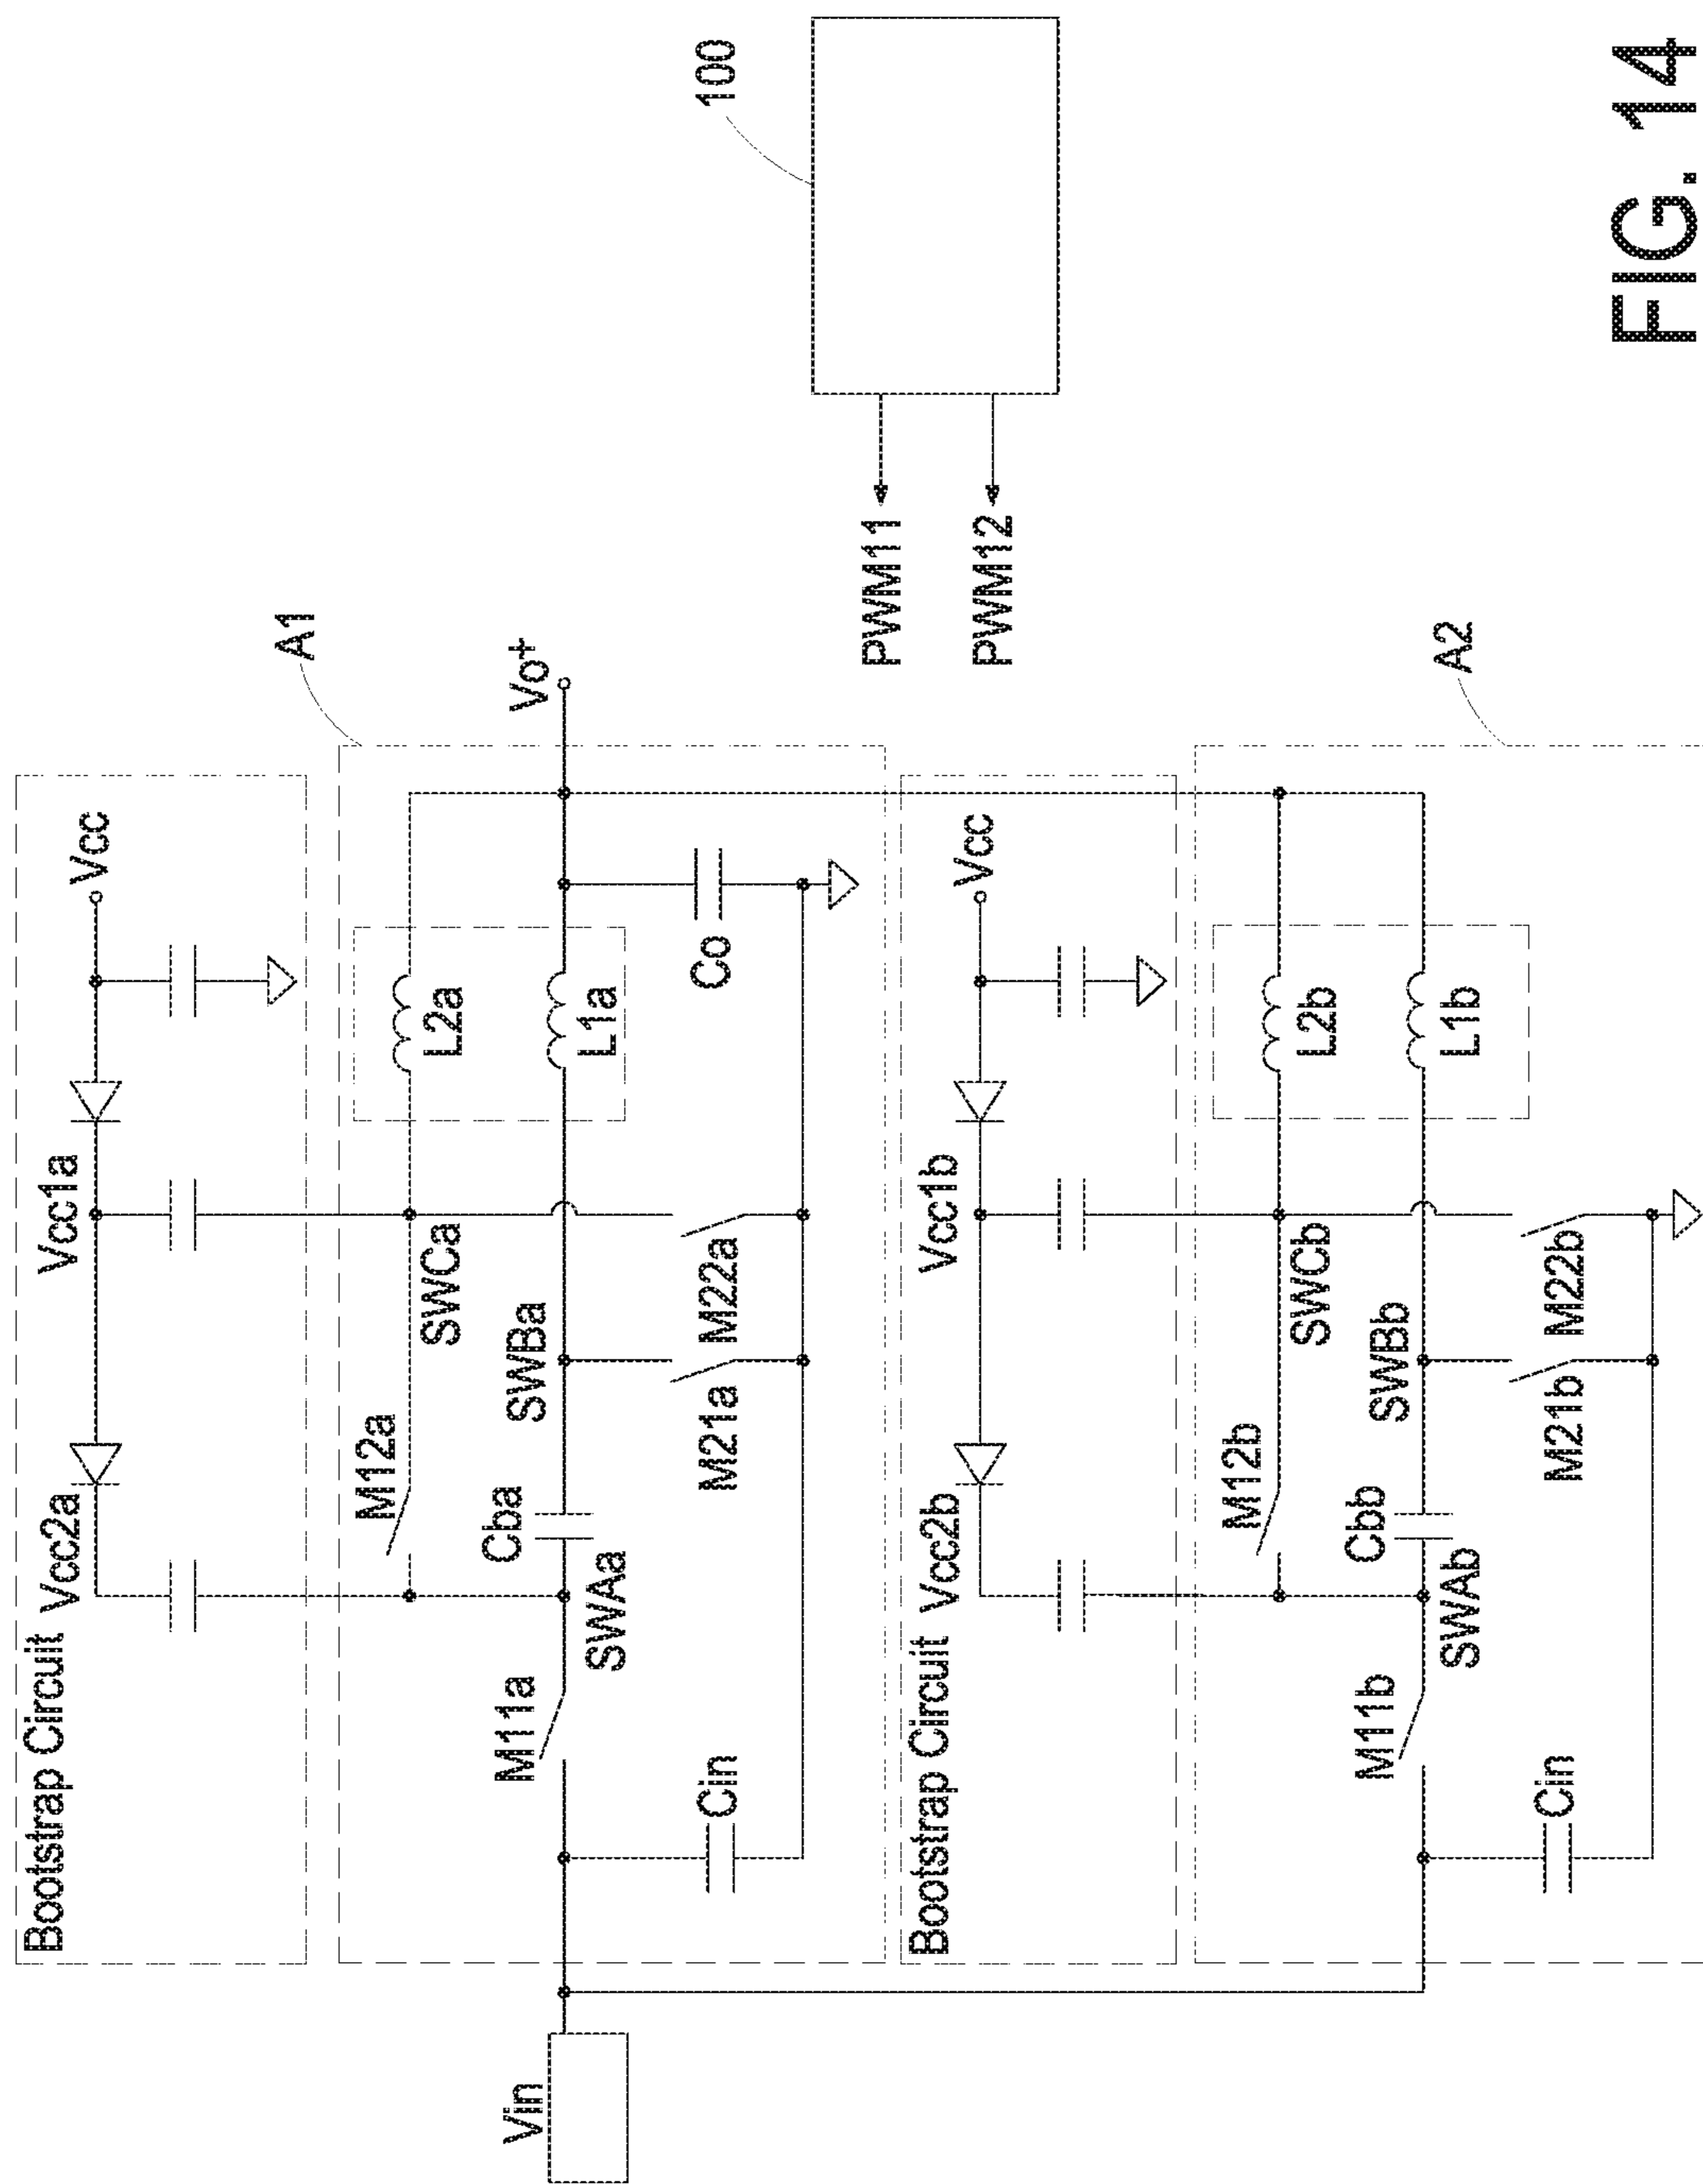 Bootstrap Circuit
Vcc2a
Vcc1a
Vcc
A1
M12a
SWCa
L2a
Vo+
M11a
SWAa
Cba
SWBa
L1a
Vin
Cin
M21a
M22a
Co
100
PWM11
PWM12
Bootstrap Circuit
Vcc2b
Vcc1b
Vcc
A2
M12b
SWCb
L2b
M11b
SWAb
Cbb
SWBb
L1b
Cin
M21b
M22b
FIG. 14